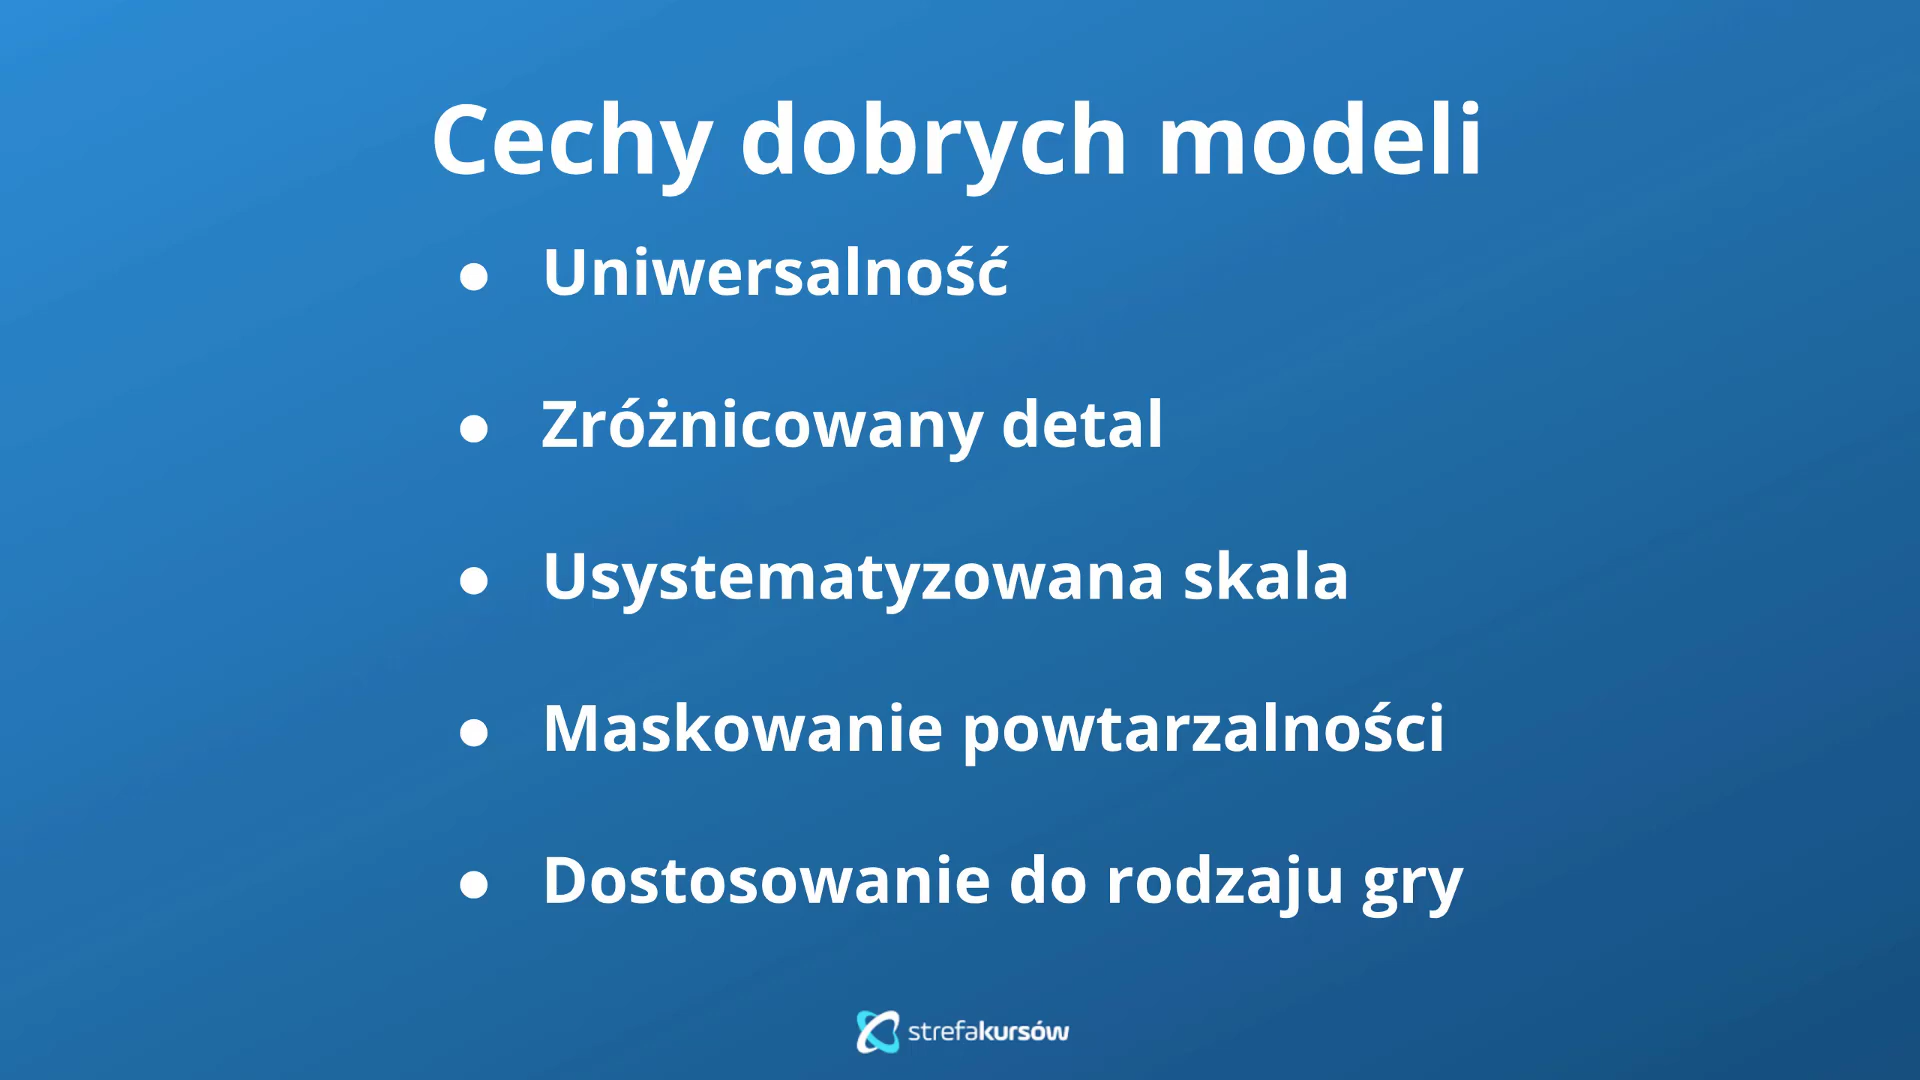 Cechy dobrych modeli
● Uniwersalność
● Zróżnicowany detal
● Usystematyzowana skala
● Maskowanie powtarzalności
● Dostosowanie do rodzaju gry
strefakursów